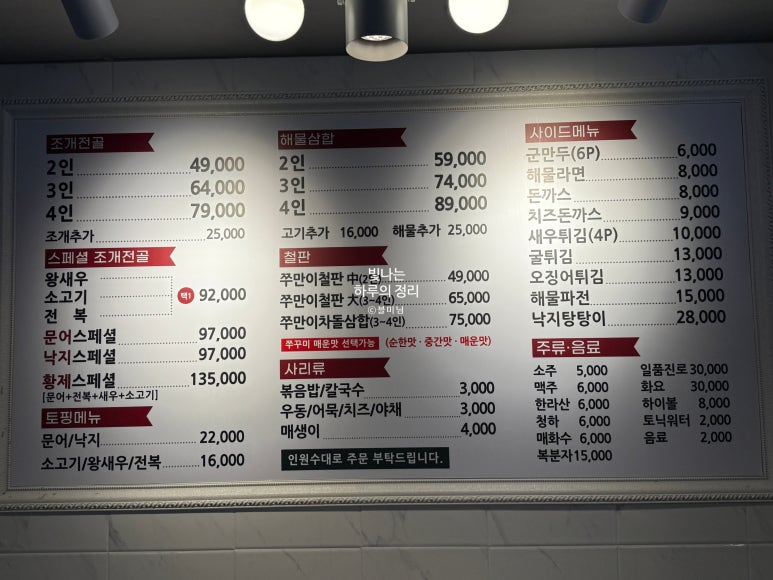 조개전골
2인 49,000
3인 64,000
4인 79,000
조개추가 25,000
스페셜 조개전골
왕새우
소고기 택1 92,000
전 복
문어스페셜 97,000
낙지스페셜 97,000
황제스페셜 135,000
[문어+전복+새우+소고기]
토핑메뉴
문어/낙지 22,000
소고기/왕새우/전복 16,000
해물삼합
2인 59,000
3인 74,000
4인 89,000
고기추가 16,000 해물추가 25,000
철판
쭈만이철판 中(2인) 49,000
쭈만이철판 大(3~4인) 65,000
쭈만이차돌삼합(3~4인) 75,000
쭈꾸미 매운맛 선택가능 (순한맛 · 중간맛 · 매운맛)
사리류
볶음밥/칼국수 3,000
우동/어묵/치즈/야채 3,000
매생이 4,000
인원수대로 주문 부탁드립니다.
사이드메뉴
군만두(6P) 6,000
해물라면 8,000
돈까스 8,000
치즈돈까스 9,000
새우튀김(4P) 10,000
굴튀김 13,000
오징어튀김 13,000
해물파전 15,000
낙지탕탕이 28,000
주류·음료
소주 5,000
맥주 6,000
한라산 6,000
청하 6,000
매화수 6,000
복분자 15,000
일품진로 30,000
화요 30,000
하이볼 8,000
토닉워터 2,000
음료 2,000
빛나는
하루의 정리